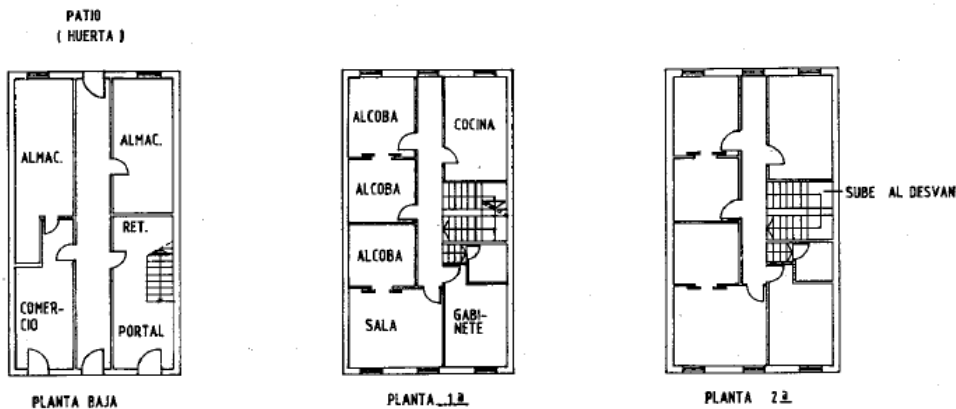 PATIO
( HUERTA )
ALMAC.
ALMAC.
RET.
COMER-
CIO
PORTAL
PLANTA BAJA
ALCOBA
COCINA
ALCOBA
ALCOBA
SALA
GABI-
NETE
PLANTA 1ª
SUBE AL DESVAN
PLANTA 2ª